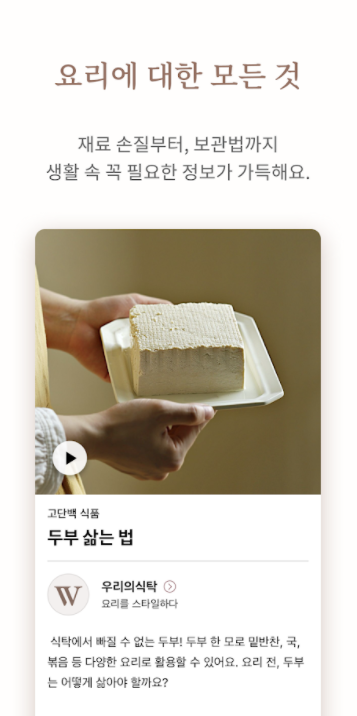 요리에 대한 모든 것
재료 손질부터, 보관법까지
생활 속 꼭 필요한 정보가 가득해요.
고단백 식품
두부 삶는 법
W
우리의식탁
요리를 스타일하다
식탁에서 빠질 수 없는 두부! 두부 한 모로 밑반찬, 국,
볶음 등 다양한 요리로 활용할 수 있어요. 요리 전, 두부
는 어떻게 삶아야 할까요?